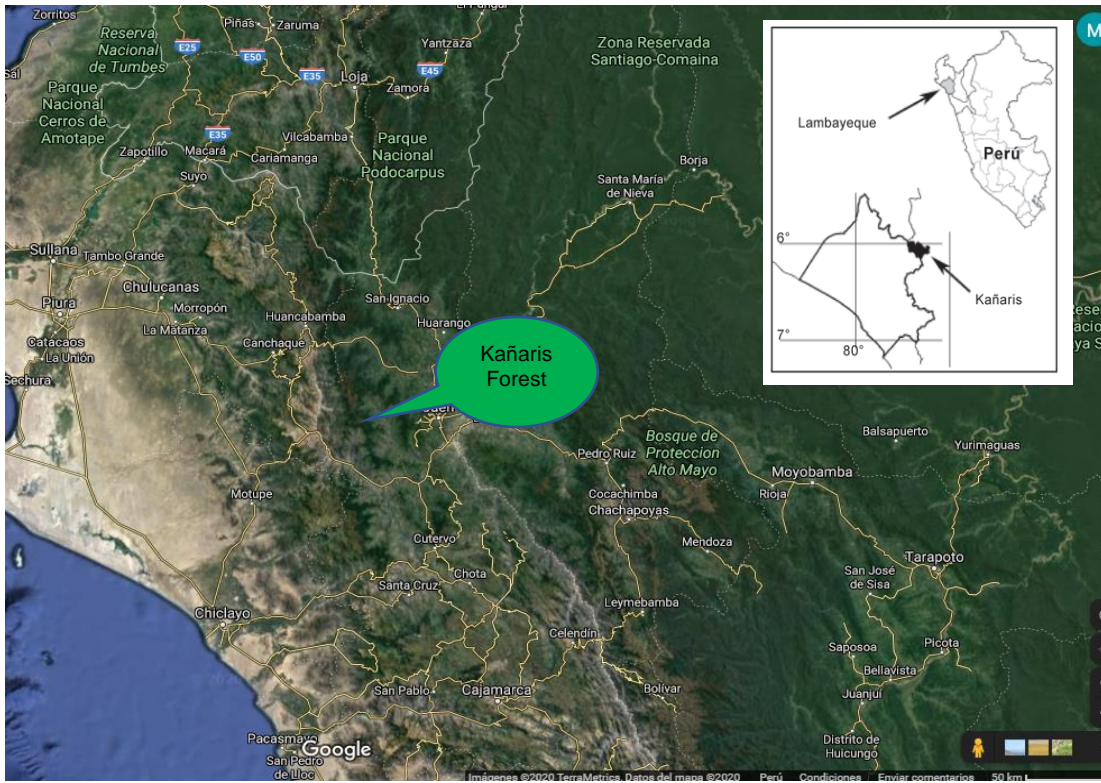 Zorritos
Piñas
Zaruma
Reserva
Nacional
de Tumbes
E25
E50
E35
Loja
Yantzaza
E45
Zamora
Zona Reservada
Santiago-Comaina
Parque
Nacional
Cerros de
Amotape
E35
Vilcabamba
Zapotillo
Macará
Cariamanga
Parque
Nacional
Podocarpus
Suyo
Borja
Santa María
de Nieva
Sullana
Tambo Grande
Chulucanas
San Ignacio
Piura
Morropón
Huancabamba
Huarango
La Matanza
Catacaos
Canchaque
La Unión
Sechura
Kañaris
Forest
Pedro Ruiz
Bosque de
Proteccion
Alto Mayo
Balsapuerto
Yurimaguas
Moyobamba
Rioja
Motupe
Cocachimba
Chachapoyas
Mendoza
Cutervo
Tarapoto
Chota
San José
de Sisa
Santa Cruz
Leymebamba
Chiclayo
Celendín
Saposoa
Picota
Bellavista
San Pablo
Cajamarca
Bolívar
Juanjuí
Pacasmayo
Google
San Pedro
de Lloc
Distrito de
Huicungo
Imágenes ©2020 TerraMetrics, Datos del mapa ©2020 Perú Condiciones Enviar comentarios 50 km
M
Lambayeque
Perú
6°
Kañaris
7°
80°